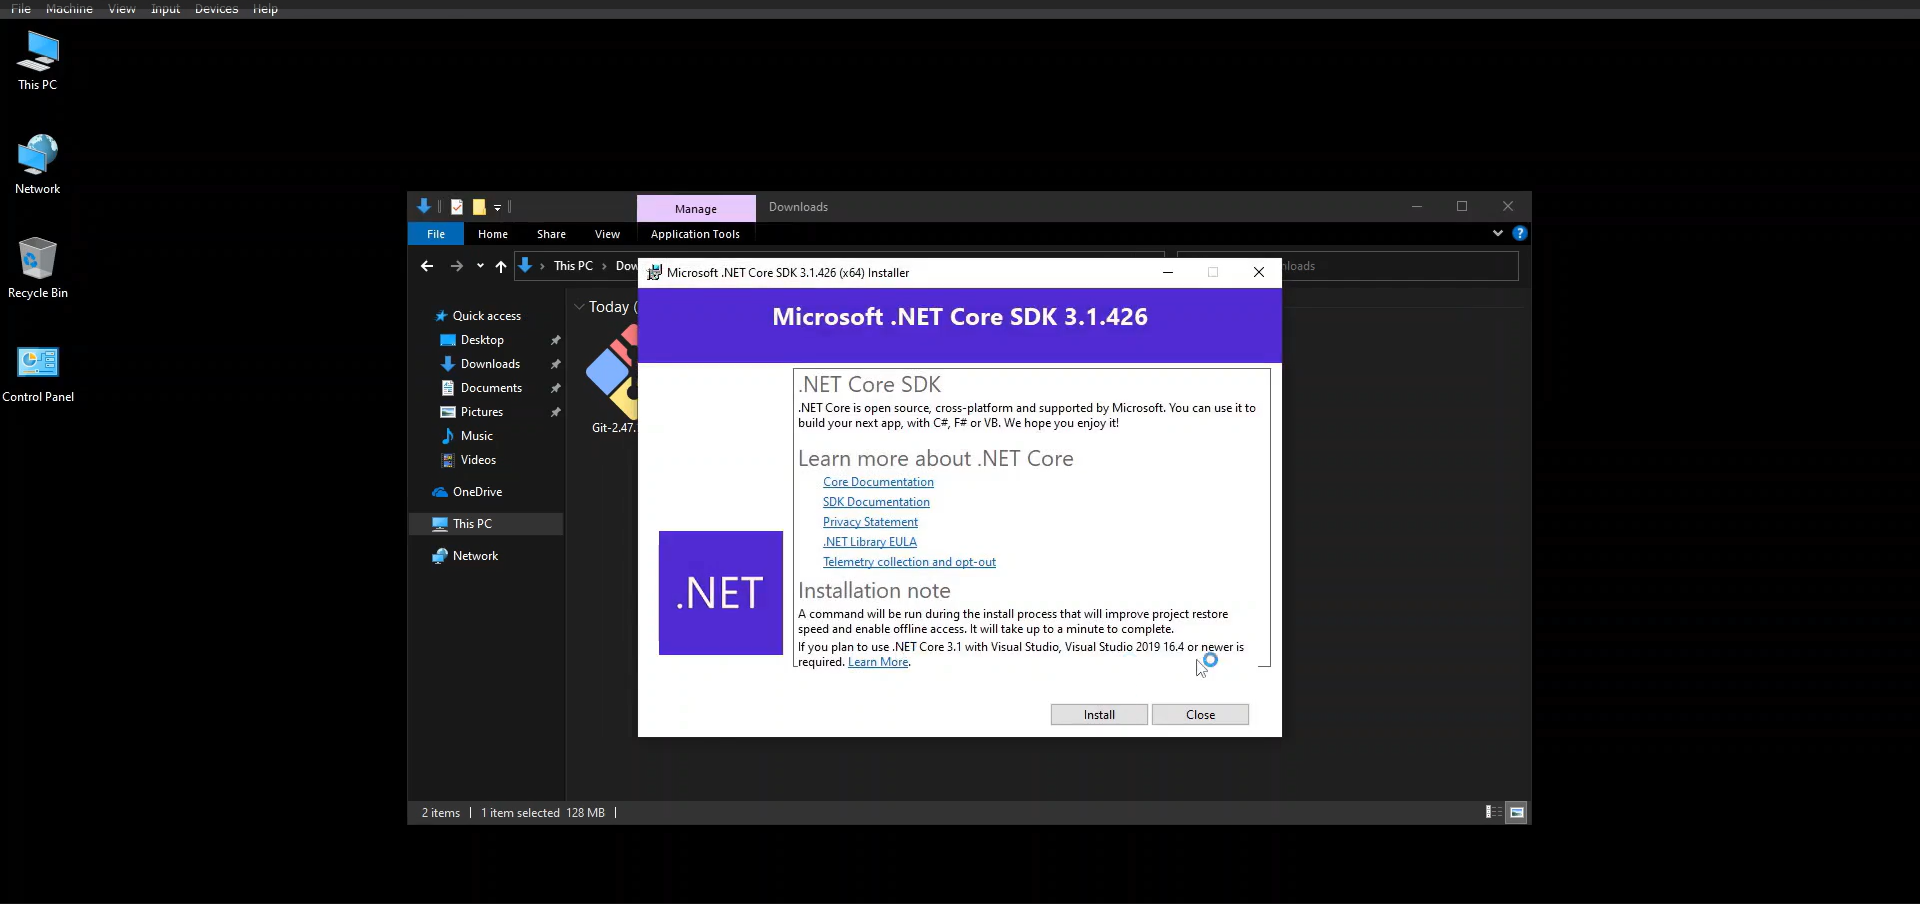 File Machine View Input Devices Help
This PC
Network
Recycle Bin
Control Panel
Manage Downloads
File Home Share View Application Tools
This PC
Microsoft .NET Core SDK 3.1.426 (x64) Installer
Microsoft .NET Core SDK 3.1.426
Quick access
Desktop
Downloads
Documents
Pictures
Music
Videos
OneDrive
This PC
Network
Today (
Git-2.47.
.NET
.NET Core SDK
.NET Core is open source, cross-platform and supported by Microsoft. You can use it to
build your next app, with C#, F# or VB. We hope you enjoy it!
Learn more about .NET Core
Core Documentation
SDK Documentation
Privacy Statement
.NET Library EULA
Telemetry collection and opt-out
Installation note
A command will be run during the install process that will improve project restore
speed and enable offline access. It will take up to a minute to complete.
If you plan to use .NET Core 3.1 with Visual Studio, Visual Studio 2019 16.4 or newer is
required. Learn More.
Install Close
2 items 1 item selected 128 MB